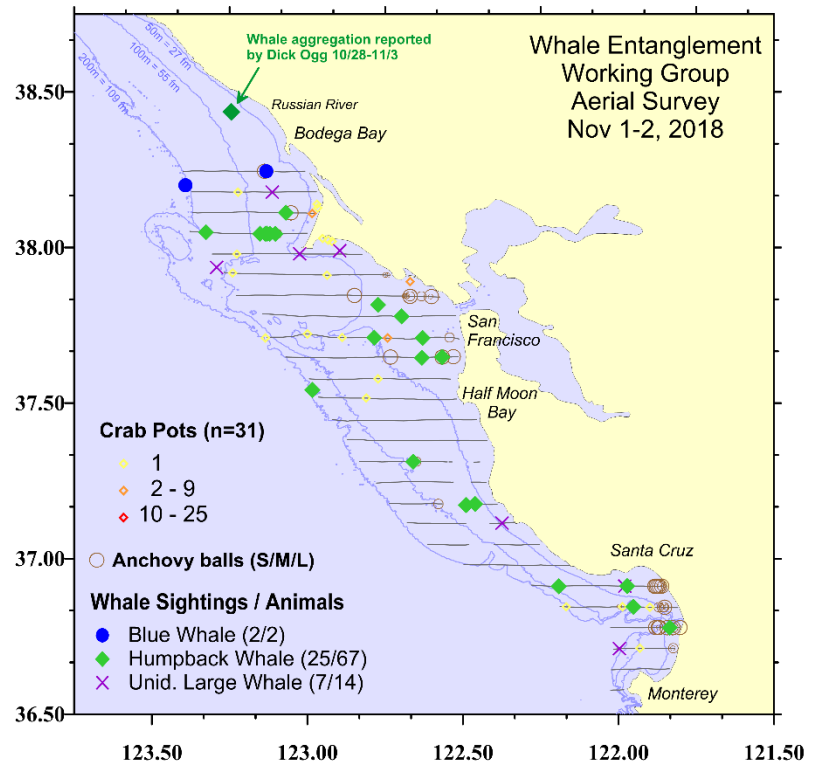 Whale Entanglement
Working Group
Aerial Survey
Nov 1-2, 2018
Whale aggregation reported
by Dick Ogg 10/28-11/3
50m = 27 fm
100m = 55 fm
200m = 109 fm
Russian River
Bodega Bay
San
Francisco
Half Moon
Bay
Santa Cruz
Monterey
Crab Pots (n=31)
1
2 - 9
10 - 25
Anchovy balls (S/M/L)
Whale Sightings / Animals
Blue Whale (2/2)
Humpback Whale (25/67)
Unid. Large Whale (7/14)
38.50
38.00
37.50
37.00
36.50
123.50
123.00
122.50
122.00
121.50